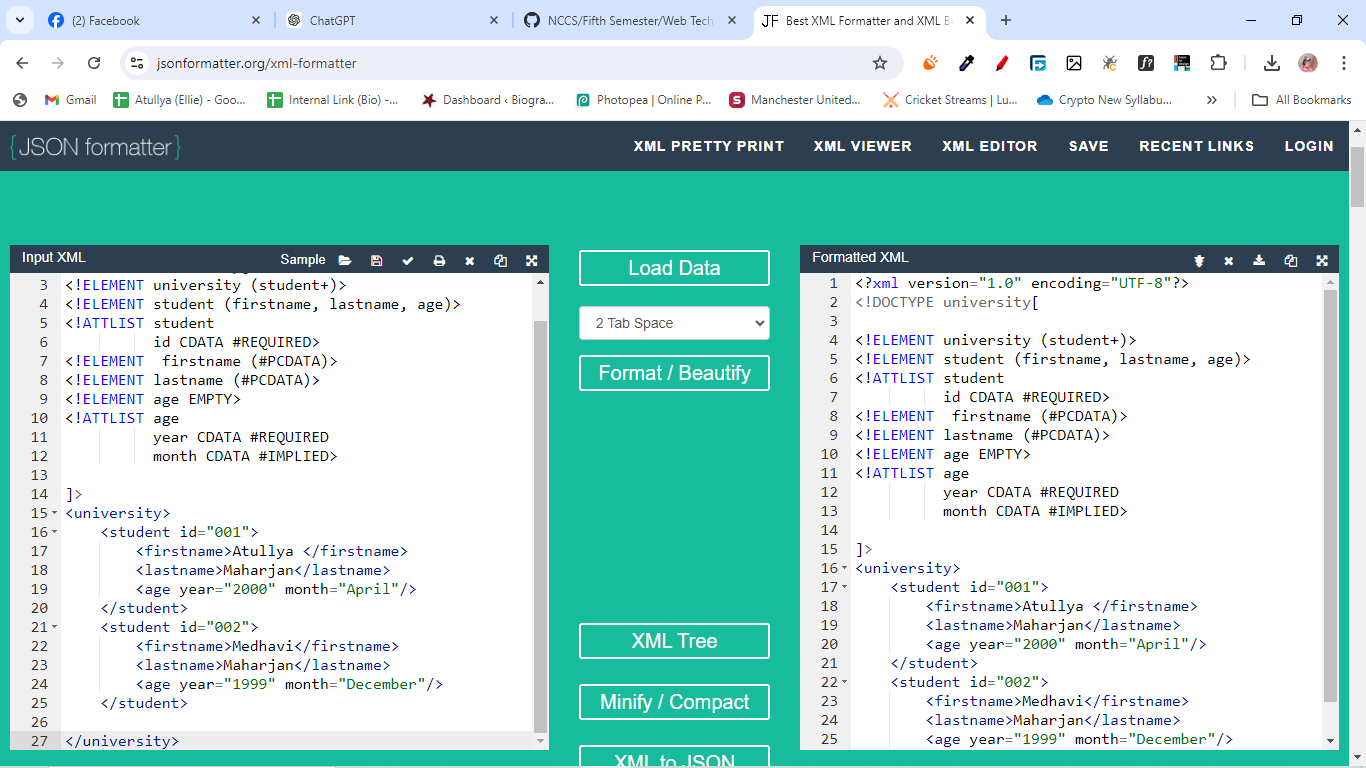 (2) Facebook
ChatGPT
NCCS/Fifth Semester/Web Tech
JF Best XML Formatter and XML B
jsonformatter.org/xml-formatter
Gmail
Atullya (Ellie) - Goo...
Internal Link (Bio) -...
Dashboard ‹ Biogra...
Photopea | Online P...
Manchester United...
Cricket Streams | Lu...
Crypto New Syllabu...
»
All Bookmarks
{JSON formatter}
XML PRETTY PRINT
XML VIEWER
XML EDITOR
SAVE
RECENT LINKS
LOGIN
Input XML
Sample
3 <!ELEMENT university (student+)>
4 <!ELEMENT student (firstname, lastname, age)>
5 <!ATTLIST student
6 id CDATA #REQUIRED>
7 <!ELEMENT  firstname (#PCDATA)>
8 <!ELEMENT lastname (#PCDATA)>
9 <!ELEMENT age EMPTY>
10 <!ATTLIST age
11 year CDATA #REQUIRED
12 month CDATA #IMPLIED>
13
14 ]>
15 <university>
16 <student id="001">
17 <firstname>Atullya </firstname>
18 <lastname>Maharjan</lastname>
19 <age year="2000" month="April"/>
20 </student>
21 <student id="002">
22 <firstname>Medhavi</firstname>
23 <lastname>Maharjan</lastname>
24 <age year="1999" month="December"/>
25 </student>
26
27 </university>
Load Data
2 Tab Space
Format / Beautify
XML Tree
Minify / Compact
XML to JSON
Formatted XML
1 <?xml version="1.0" encoding="UTF-8"?>
2 <!DOCTYPE university[
3
4 <!ELEMENT university (student+)>
5 <!ELEMENT student (firstname, lastname, age)>
6 <!ATTLIST student
7 id CDATA #REQUIRED>
8 <!ELEMENT  firstname (#PCDATA)>
9 <!ELEMENT lastname (#PCDATA)>
10 <!ELEMENT age EMPTY>
11 <!ATTLIST age
12 year CDATA #REQUIRED
13 month CDATA #IMPLIED>
14
15 ]>
16 <university>
17 <student id="001">
18 <firstname>Atullya </firstname>
19 <lastname>Maharjan</lastname>
20 <age year="2000" month="April"/>
21 </student>
22 <student id="002">
23 <firstname>Medhavi</firstname>
24 <lastname>Maharjan</lastname>
25 <age year="1999" month="December"/>